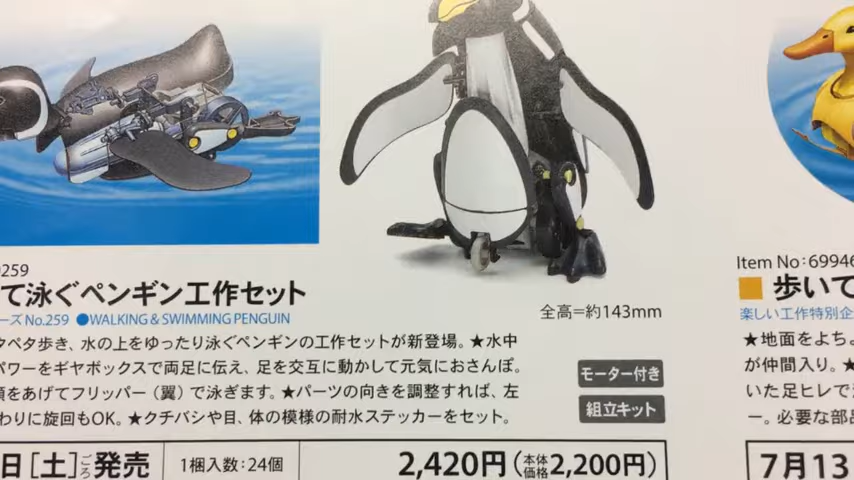 259
て泳ぐペンギン工作セット
ーズ No.259 ●WALKING & SWIMMING PENGUIN
タペタ歩き、水の上をゆったり泳ぐペンギンの工作セットが新登場。★水中
パワーをギヤボックスで両足に伝え、足を交互に動かして元気におさんぽ。
頭をあげてフリッパー（翼）で泳ぎます。★パーツの向きを調整すれば、左
わりに旋回もOK。★クチバシや目、体の模様の耐水ステッカーをセット。
全高=約143mm
モーター付き
組立キット
日[土]ごろ発売
1梱入数：24個
2,420円（本体価格2,200円）
Item No：69946
■ 歩いて
楽しい工作特別企
★地面をよちよ
が仲間入り。★
いた足ヒレで
ー。必要な部品
7月13